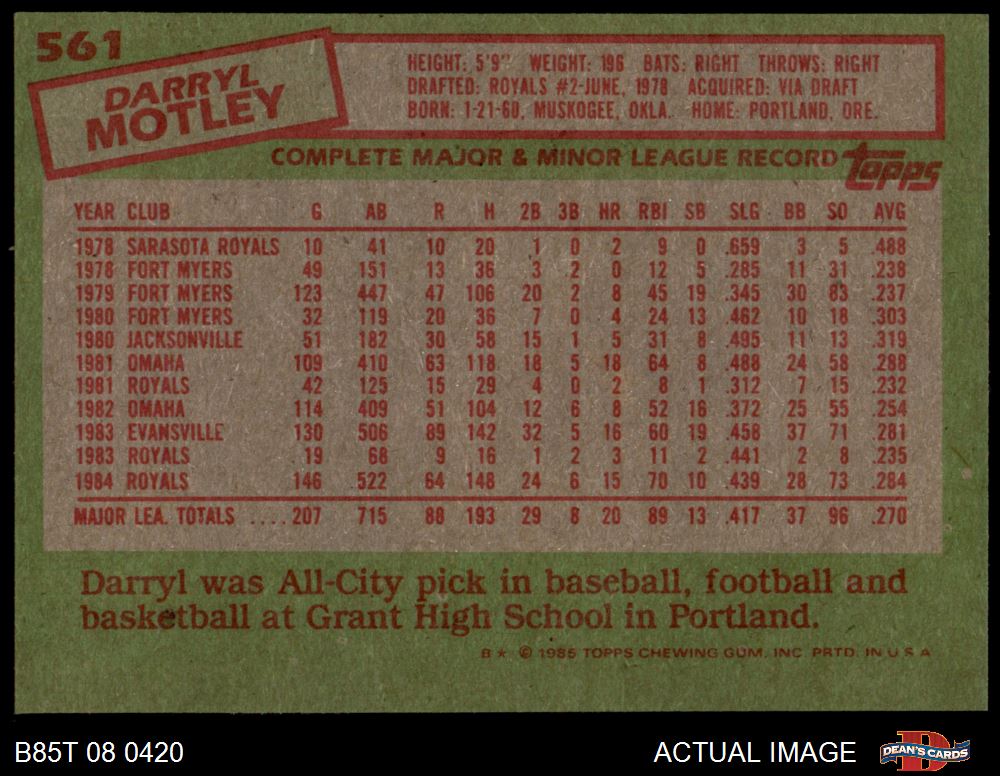 561
DARRYL
MOTLEY
HEIGHT: 5'9" WEIGHT: 196 BATS: RIGHT THROWS: RIGHT
DRAFTED: ROYALS #2-JUNE, 1978 ACQUIRED: VIA DRAFT
BORN: 1-21-60, MUSKOGEE, OKLA. HOME: PORTLAND, ORE.
COMPLETE MAJOR & MINOR LEAGUE RECORD topps
YEAR CLUB G AB R H 2B 3B HR RBI SB SLG BB SO AVG
1978 SARASOTA ROYALS 10 41 10 20 1 0 2 9 0 .659 3 5 .488
1978 FORT MYERS 49 151 13 36 3 2 0 12 5 .285 11 31 .238
1979 FORT MYERS 123 447 47 106 20 2 8 45 19 .345 30 83 .237
1980 FORT MYERS 32 119 20 36 7 0 4 24 13 .462 10 18 .303
1980 JACKSONVILLE 51 182 30 58 15 1 5 31 8 .495 11 13 .319
1981 OMAHA 109 410 63 118 18 5 18 64 8 .488 24 58 .288
1981 ROYALS 42 125 15 29 4 0 2 8 1 .312 7 15 .232
1982 OMAHA 114 409 51 104 12 6 8 52 16 .372 25 55 .254
1983 EVANSVILLE 130 506 89 142 32 5 16 60 19 .458 37 71 .281
1983 ROYALS 19 68 9 16 1 2 3 11 2 .441 2 8 .235
1984 ROYALS 146 522 64 148 24 6 15 70 10 .439 28 73 .284
MAJOR LEA. TOTALS .... 207 715 88 193 29 8 20 89 13 .417 37 96 .270
Darryl was All-City pick in baseball, football and
basketball at Grant High School in Portland.
B★ © 1985 TOPPS CHEWING GUM, INC. PRTD. IN U S A
B85T 08 0420 ACTUAL IMAGE DEAN'S CARDS